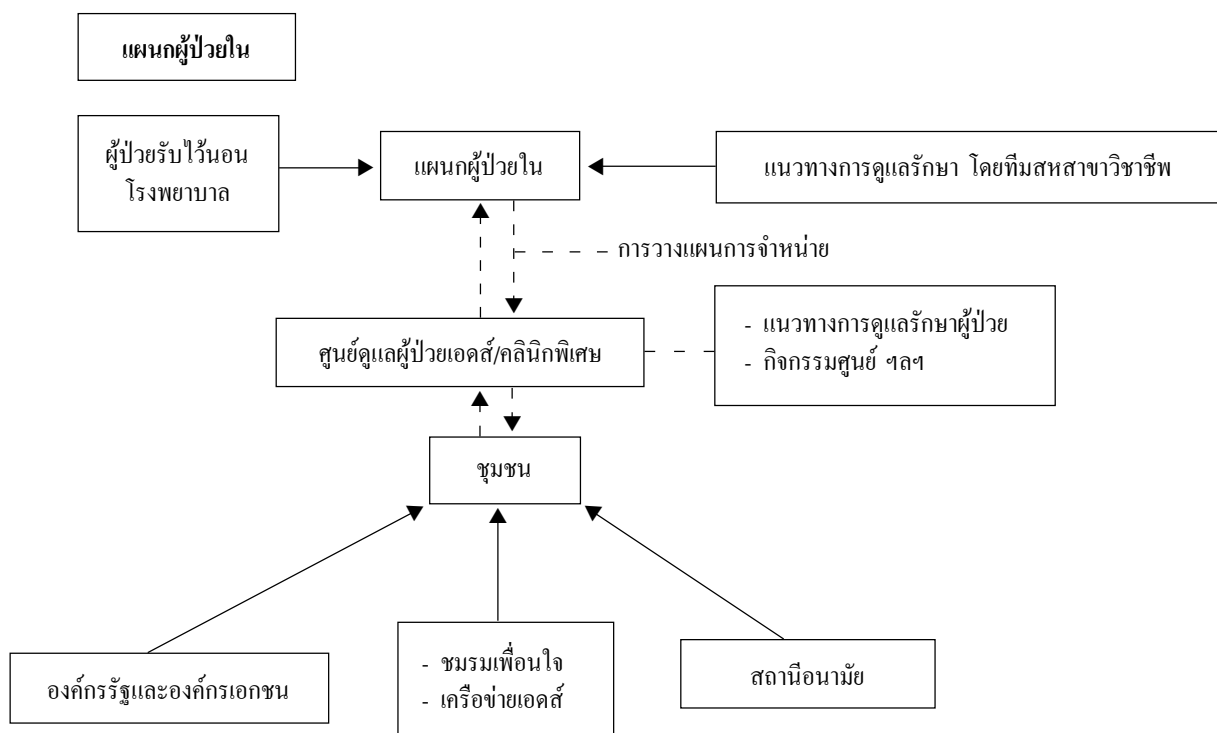 แผนกผู้ป่วยใน
ผู้ป่วยรับไว้นอน
โรงพยาบาล
แผนกผู้ป่วยใน
แนวทางการดูแลรักษา โดยทีมสหสาขาวิชาชีพ
การวางแผนการจำหน่าย
ศูนย์ดูแลผู้ป่วยเอดส์/คลินิกพิเศษ
- แนวทางการดูแลรักษาผู้ป่วย
- กิจกรรมศูนย์ ฯลฯ
ชุมชน
องค์กรรัฐและองค์กรเอกชน
- ชมรมเพื่อนใจ
- เครือข่ายเอดส์
สถานีอนามัย